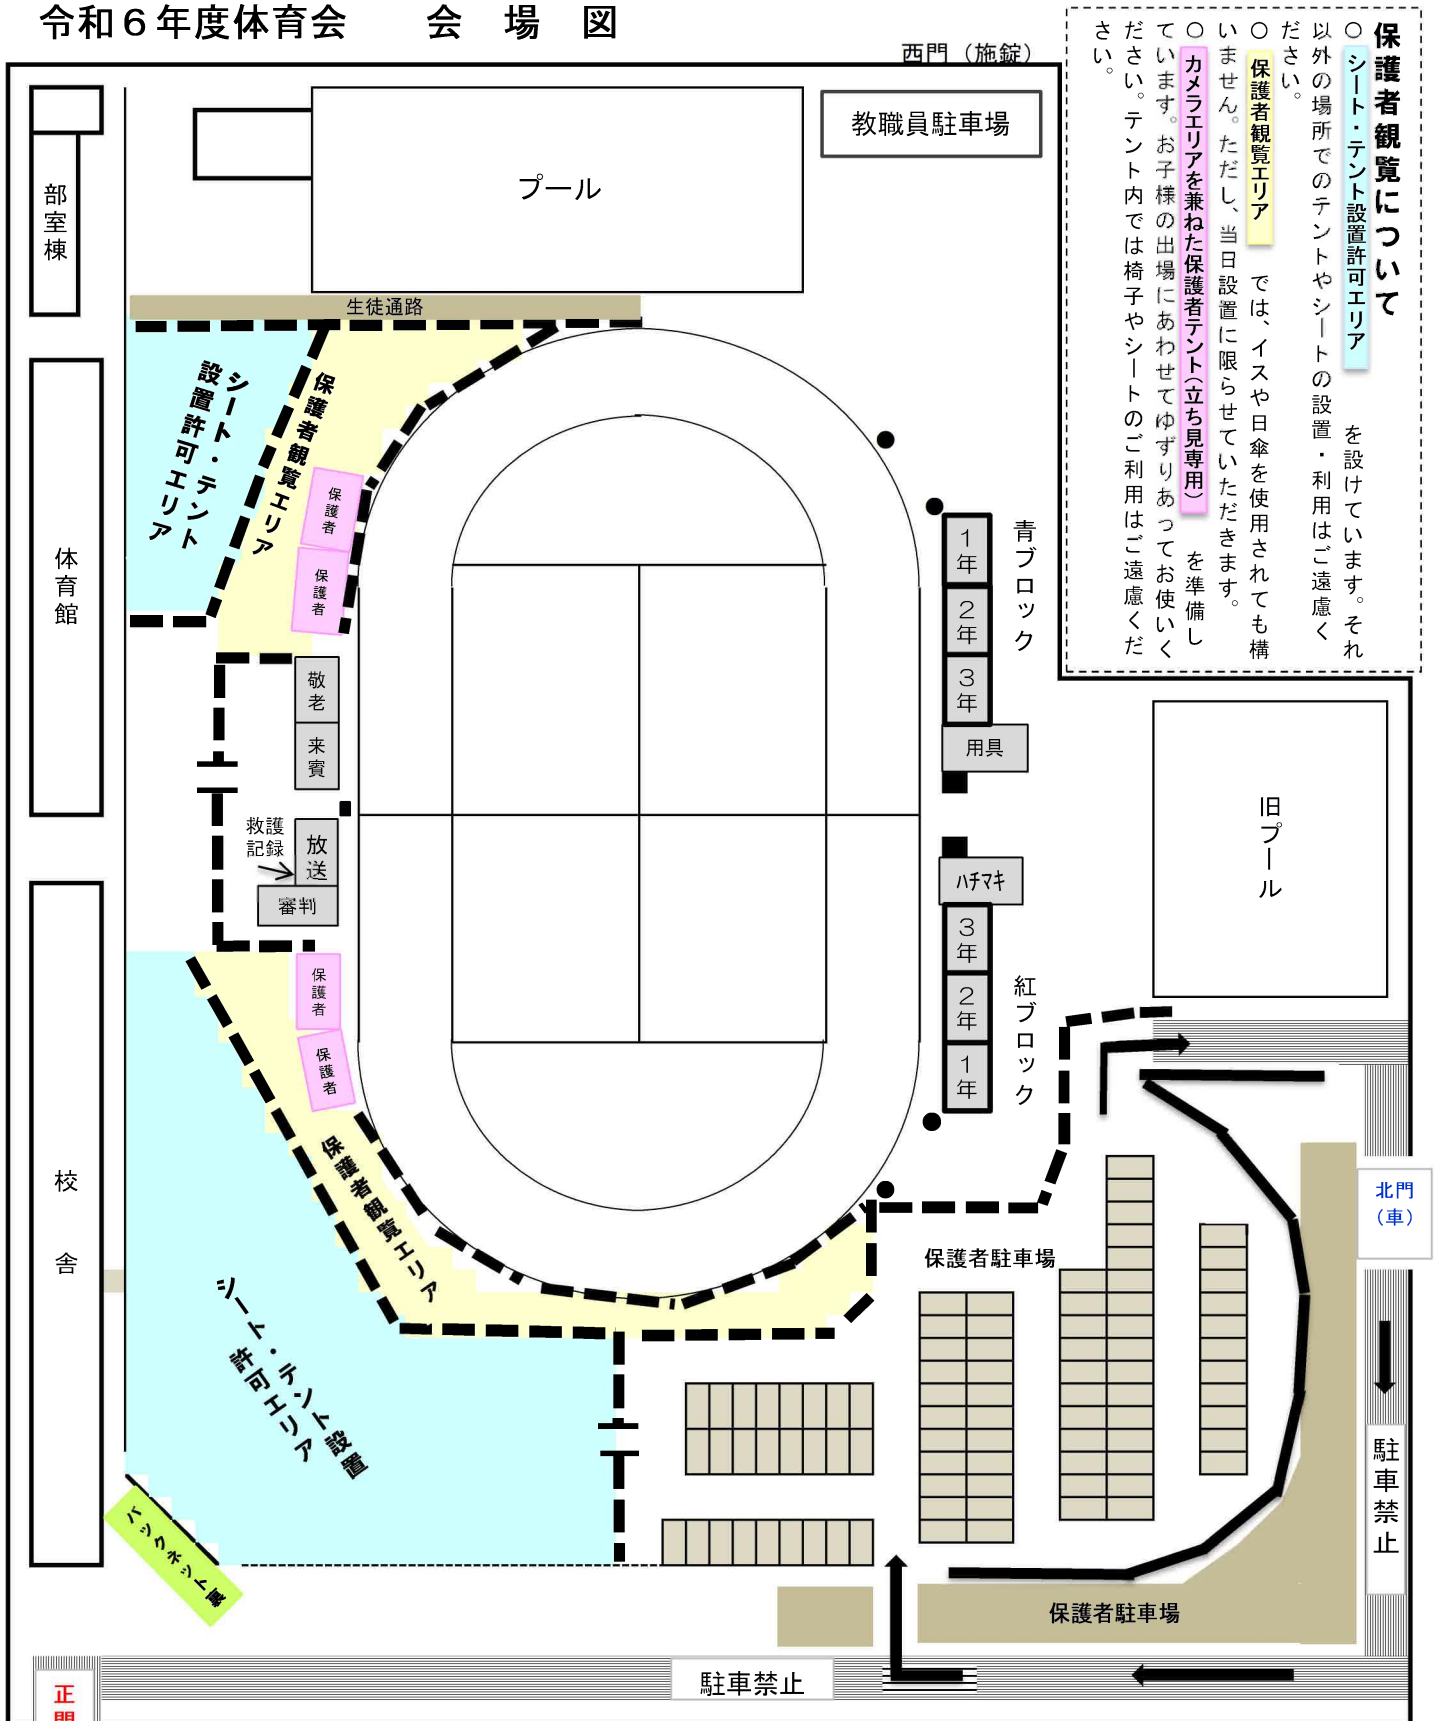 令和６年度体育会　　会　場　図
西門（施錠）
保護者観覧について
○ シート・テント設置許可エリア を設けています。それ
以外の場所でのテントやシートの設置・利用はご遠慮く
ださい。
○ 保護者観覧エリア では、イスや日傘を使用されても構
いません。ただし、当日設置に限らせていただきます。
○ カメラエリアを兼ねた保護者テント（立ち見専用） を準備し
ています。お子様の出場にあわせてゆずりあってお使いく
ださい。テント内では椅子やシートのご利用はご遠慮くだ
さい。
教職員駐車場
プール
部室棟
生徒通路
シート・テント
設置許可エリア
保護者観覧エリア
保護者
保護者
体育館
敬老
来賓
救護
記録
放送
審判
青ブロック
１年
２年
３年
用具
ハチマキ
３年
２年
１年
紅ブロック
旧プール
保護者
保護者
保護者観覧エリア
校舎
シート・テント設置
許可エリア
バックネット裏
保護者駐車場
北門
（車）
駐車禁止
保護者駐車場
駐車禁止
正